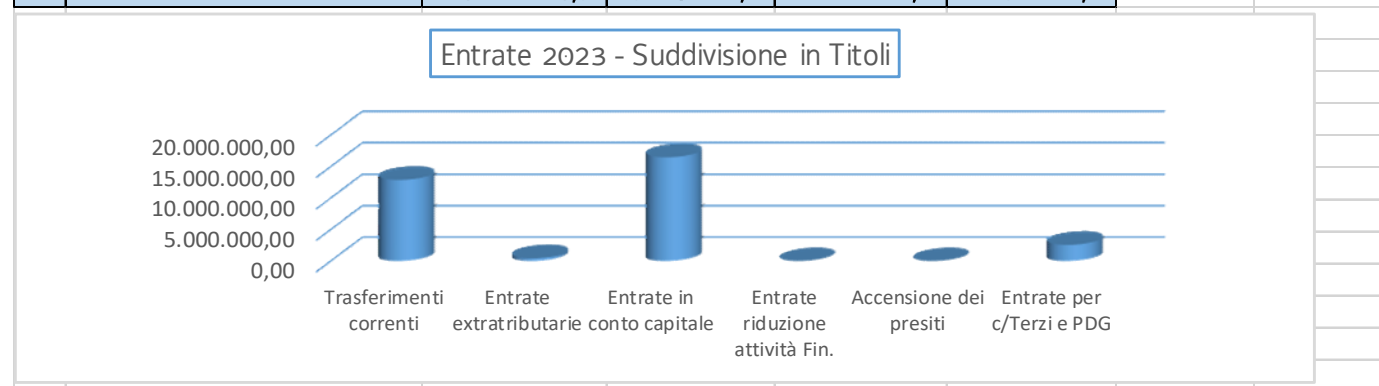 Entrate 2023 - Suddivisione in Titoli
20.000.000,00
15.000.000,00
10.000.000,00
5.000.000,00
0,00
Trasferimenti correnti
Entrate extratributarie
Entrate in conto capitale
Entrate riduzione attività Fin.
Accensione dei presiti
Entrate per c/Terzi e PDG